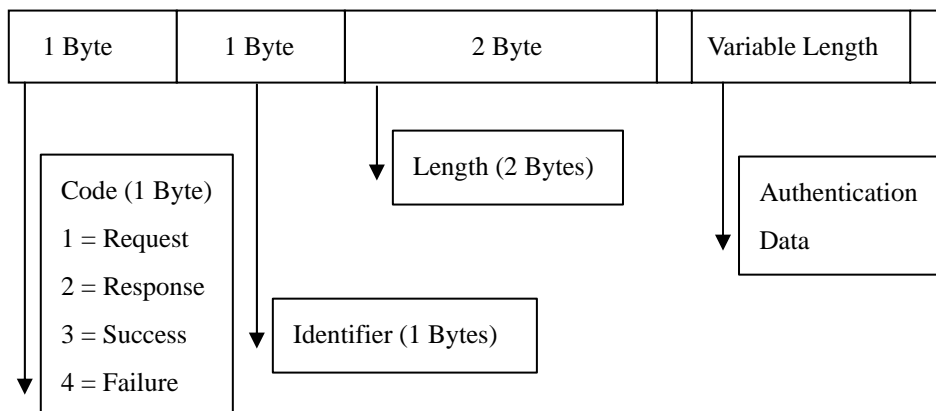 1 Byte
1 Byte
2 Byte
Variable Length
Code (1 Byte)
1 = Request
2 = Response
3 = Success
4 = Failure
Identifier (1 Bytes)
Length (2 Bytes)
Authentication
Data